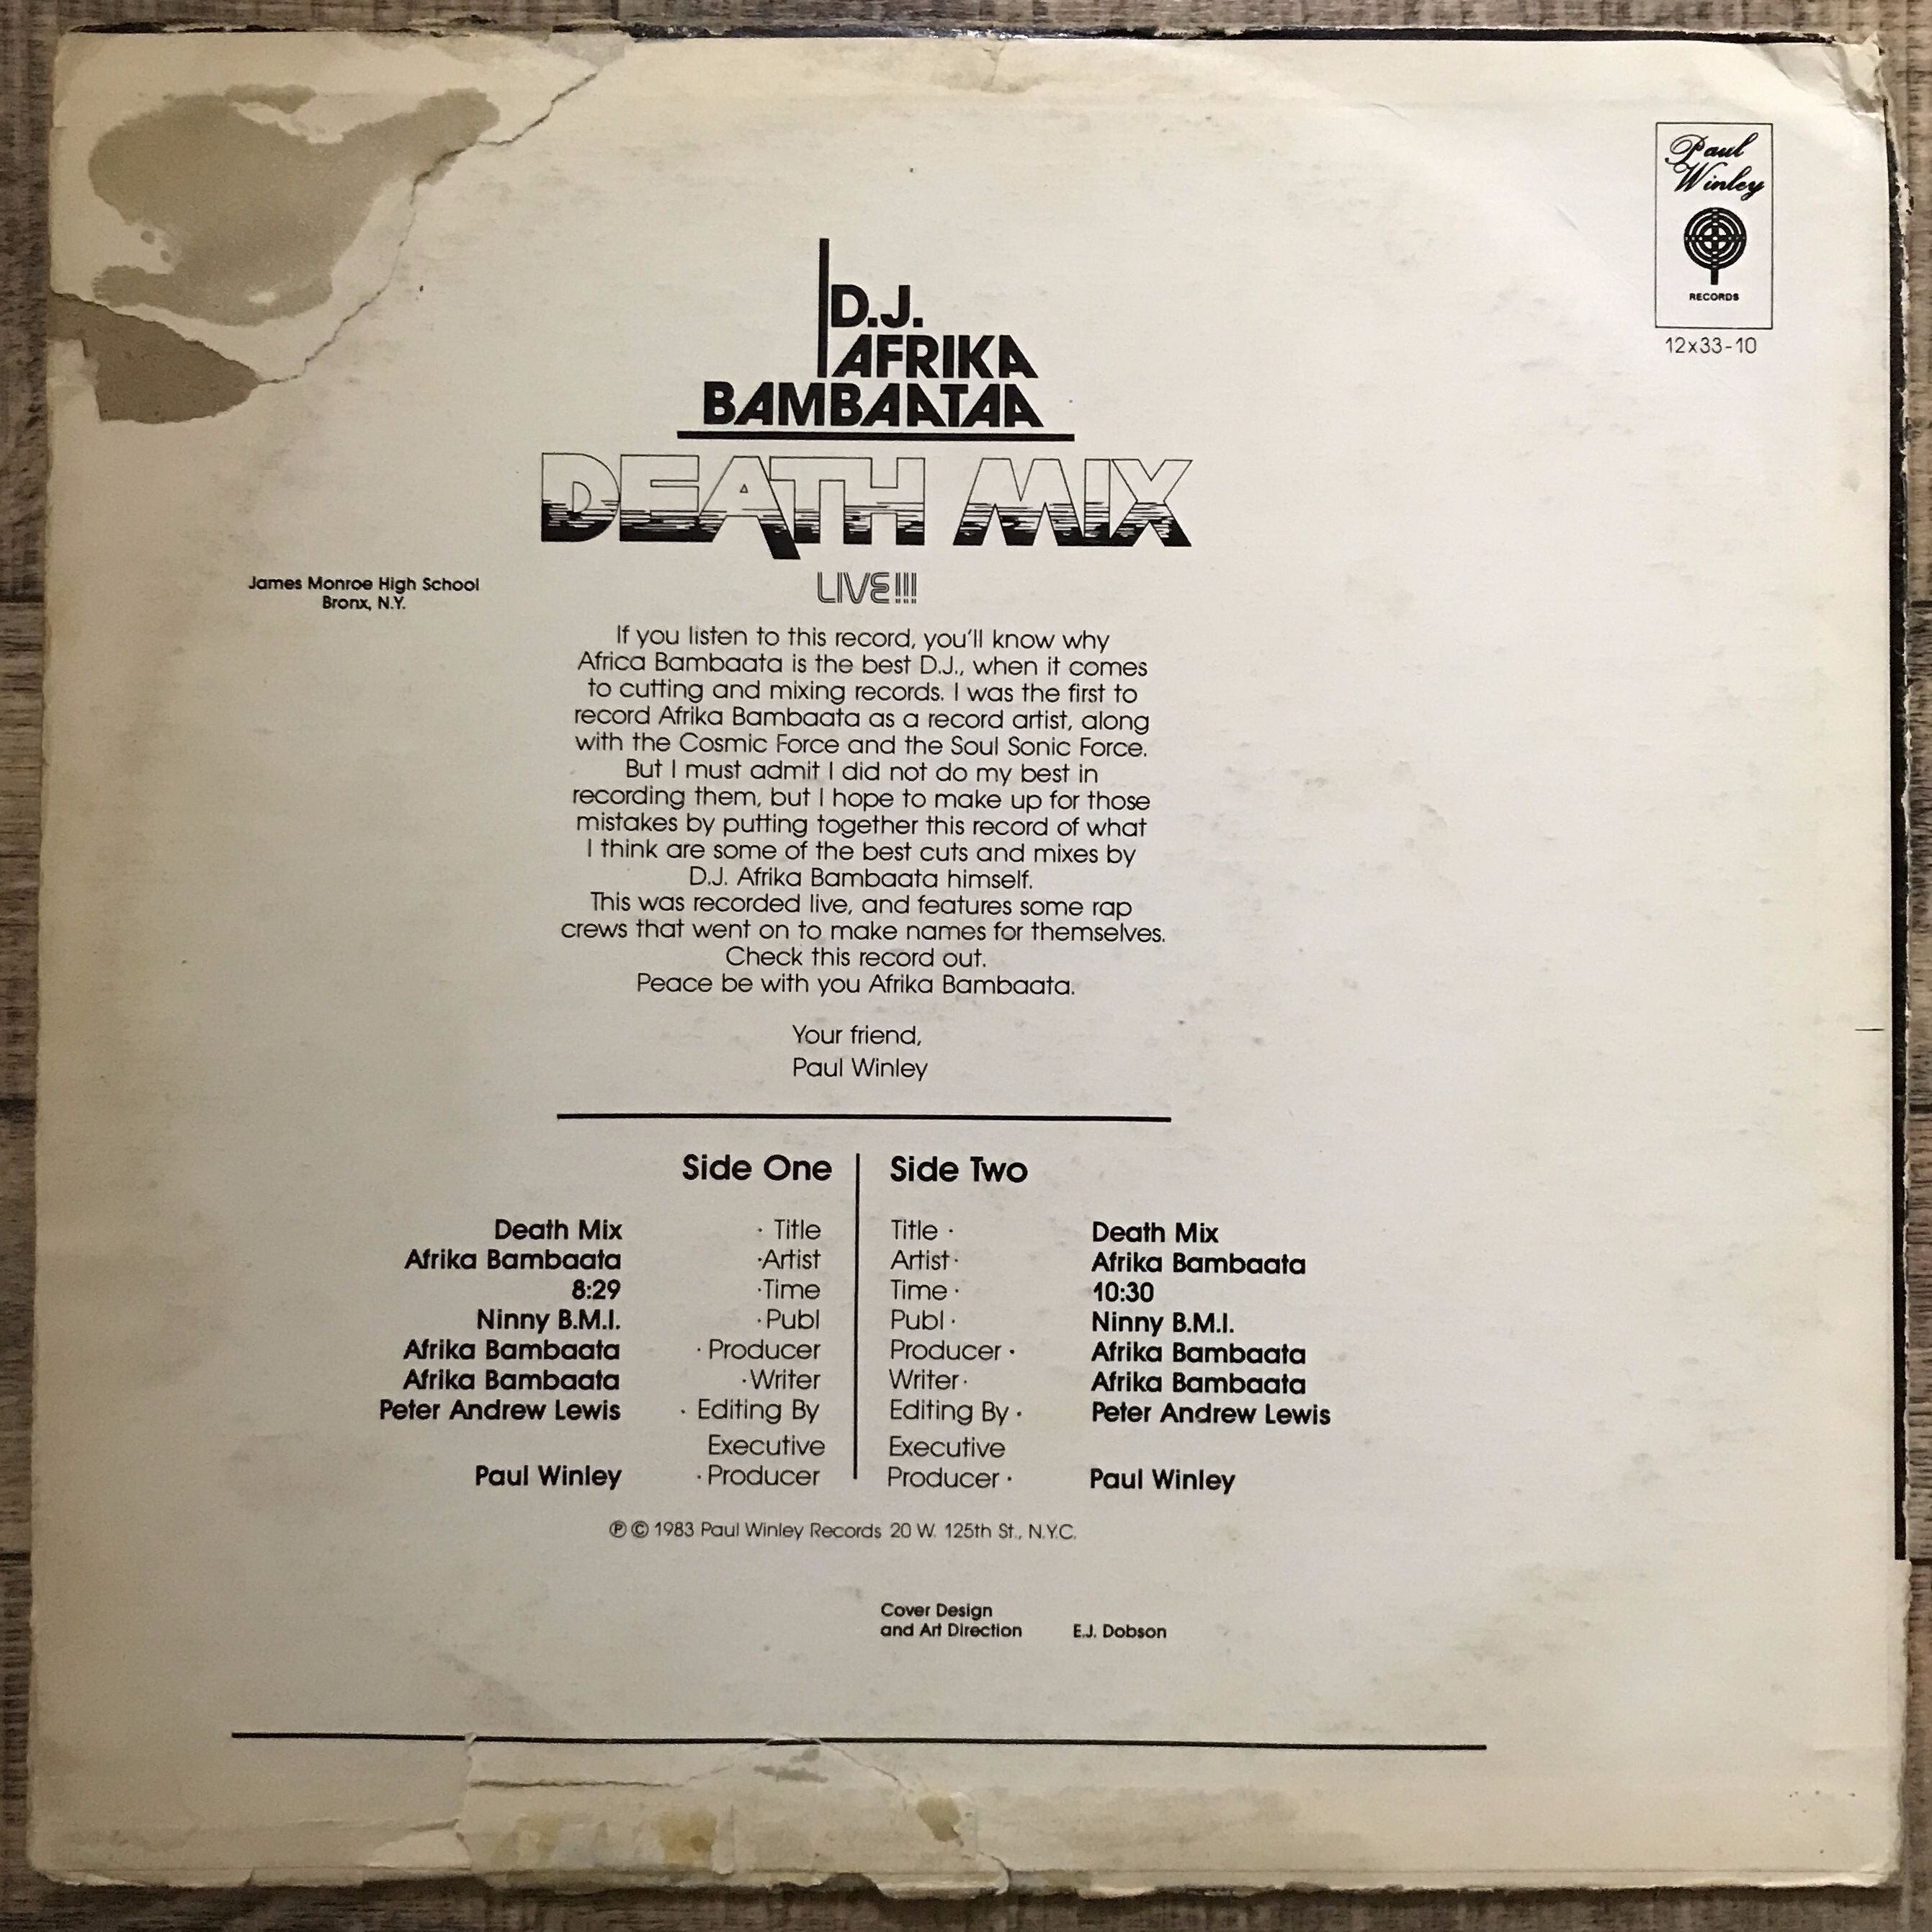 Paul
Winley
RECORDS
12x33-10
D.J.
AFRIKA
BAMBAATAA
DEATH MIX
LIVE!!!
James Monroe High School
Bronx, N.Y.
If you listen to this record, you'll know why
Africa Bambaata is the best D.J., when it comes
to cutting and mixing records. I was the first to
record Afrika Bambaata as a record artist, along
with the Cosmic Force and the Soul Sonic Force.
But I must admit I did not do my best in
recording them, but I hope to make up for those
mistakes by putting together this record of what
I think are some of the best cuts and mixes by
D.J. Afrika Bambaata himself.
This was recorded live, and features some rap
crews that went on to make names for themselves.
Check this record out.
Peace be with you Afrika Bambaata.
Your friend,
Paul Winley
Side One Side Two
Death Mix · Title Title · Death Mix
Afrika Bambaata ·Artist Artist· Afrika Bambaata
8:29 ·Time Time · 10:30
Ninny B.M.I. ·Publ Publ · Ninny B.M.I.
Afrika Bambaata · Producer Producer · Afrika Bambaata
Afrika Bambaata ·Writer Writer· Afrika Bambaata
Peter Andrew Lewis · Editing By Editing By · Peter Andrew Lewis
Executive Executive
Paul Winley · Producer Producer · Paul Winley
℗ © 1983 Paul Winley Records 20 W. 125th St., N.Y.C.
Cover Design
and Art Direction E.J. Dobson